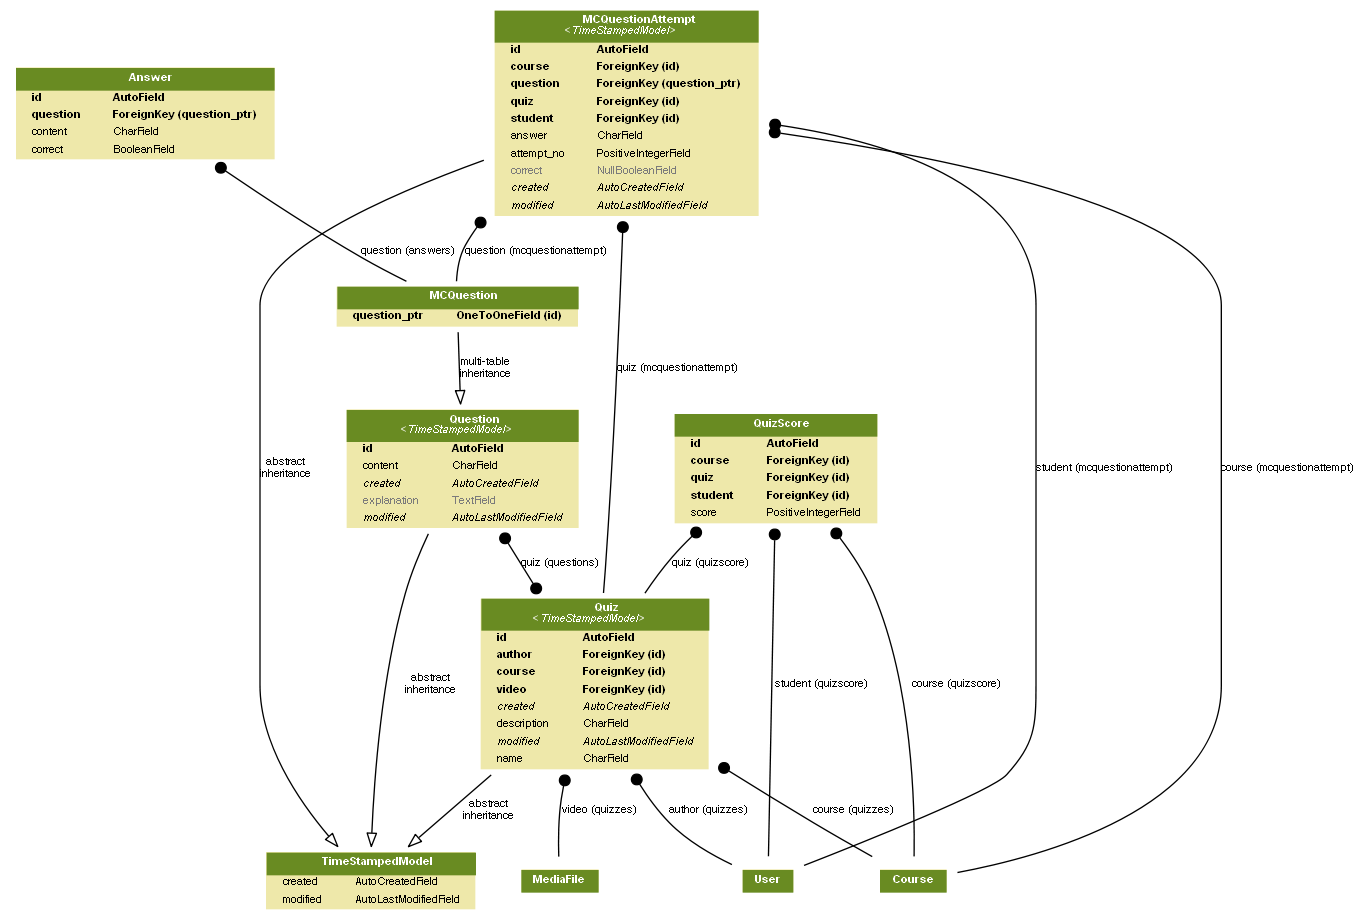 MCQuestionAttempt
<TimeStampedModel>
id AutoField
course ForeignKey (id)
question ForeignKey (question_ptr)
quiz ForeignKey (id)
student ForeignKey (id)
answer CharField
attempt_no PositiveIntegerField
correct NullBooleanField
created AutoCreatedField
modified AutoLastModifiedField
Answer
id AutoField
question ForeignKey (question_ptr)
content CharField
correct BooleanField
question (answers)
question (mcquestionattempt)
MCQuestion
question_ptr OneToOneField (id)
multi-table
inheritance
quiz (mcquestionattempt)
Question
<TimeStampedModel>
id AutoField
content CharField
created AutoCreatedField
explanation TextField
modified AutoLastModifiedField
QuizScore
id AutoField
course ForeignKey (id)
quiz ForeignKey (id)
student ForeignKey (id)
score PositiveIntegerField
abstract
inheritance
student (mcquestionattempt)
course (mcquestionattempt)
quiz (questions)
quiz (quizscore)
Quiz
<TimeStampedModel>
id AutoField
author ForeignKey (id)
course ForeignKey (id)
video ForeignKey (id)
created AutoCreatedField
description CharField
modified AutoLastModifiedField
name CharField
abstract
inheritance
student (quizscore)
course (quizscore)
abstract
inheritance
video (quizzes)
author (quizzes)
course (quizzes)
TimeStampedModel
created AutoCreatedField
modified AutoLastModifiedField
MediaFile
User
Course